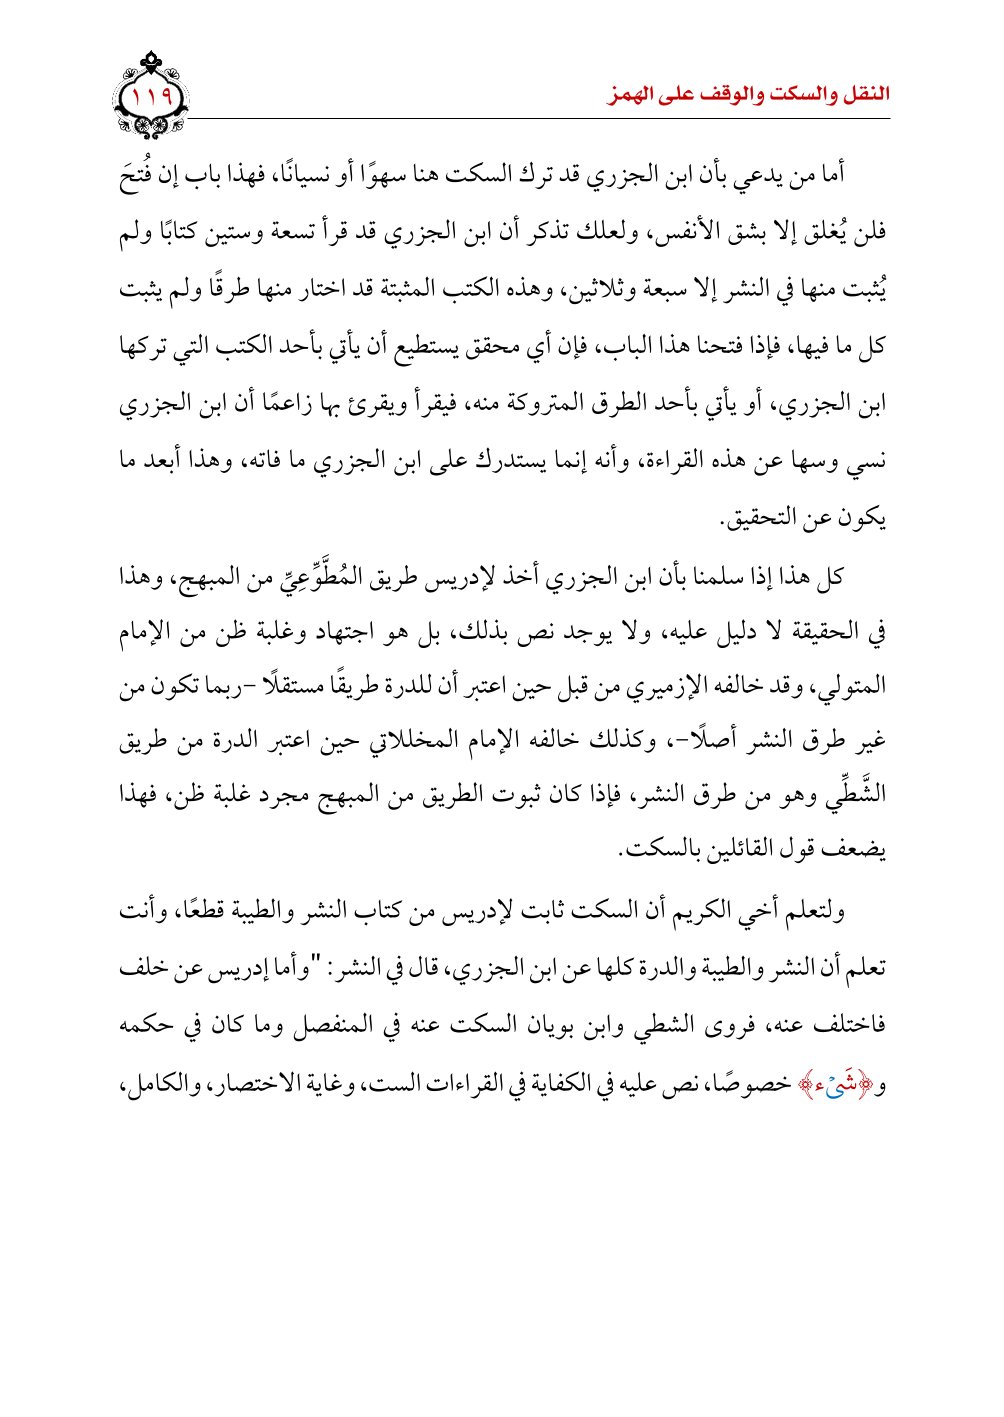 النقل والسكت والوقف على الهمز
١١٩
أما من يدعي بأن ابن الجزري قد ترك السكت هنا سهوًا أو نسيانًا، فهذا باب إن فُتحَ
فلن يُغلق إلا بشق الأنفس، ولعلك تذكر أن ابن الجزري قد قرأ تسعة وستين كتابًا ولم
يُثبت منها في النشر إلا سبعة وثلاثين، وهذه الكتب المثبتة قد اختار منها طرقًا ولم يثبت
كل ما فيها، فإذا فتحنا هذا الباب، فإن أي محقق يستطيع أن يأتي بأحد الكتب التي تركها
ابن الجزري، أو يأتي بأحد الطرق المتروكة منه، فيقرأ ويقرئ بها زاعمًا أن ابن الجزري
نسي وسها عن هذه القراءة، وأنه إنما يستدرك على ابن الجزري ما فاته، وهذا أبعد ما
يكون عن التحقيق.
كل هذا إذا سلمنا بأن ابن الجزري أخذ لإدريس طريق المُطَّوِّعِيِّ من المبهج، وهذا
في الحقيقة لا دليل عليه، ولا يوجد نص بذلك، بل هو اجتهاد وغلبة ظن من الإمام
المتولي، وقد خالفه الإزميري من قبل حين اعتبر أن للدرة طريقًا مستقلًا –ربما تكون من
غير طرق النشر أصلًا–، وكذلك خالفه الإمام المخللاتي حين اعتبر الدرة من طريق
الشَّطِّي وهو من طرق النشر، فإذا كان ثبوت الطريق من المبهج مجرد غلبة ظن، فهذا
يضعف قول القائلين بالسكت.
ولتعلم أخي الكريم أن السكت ثابت لإدريس من كتاب النشر والطيبة قطعًا، وأنت
تعلم أن النشر والطيبة والدرة كلها عن ابن الجزري، قال في النشر: "وأما إدريس عن خلف
فاختلف عنه، فروى الشطي وابن بويان السكت عنه في المنفصل وما كان في حكمه
و﴿شَيۡء﴾ خصوصًا، نص عليه في الكفاية في القراءات الست، وغاية الاختصار، والكامل،